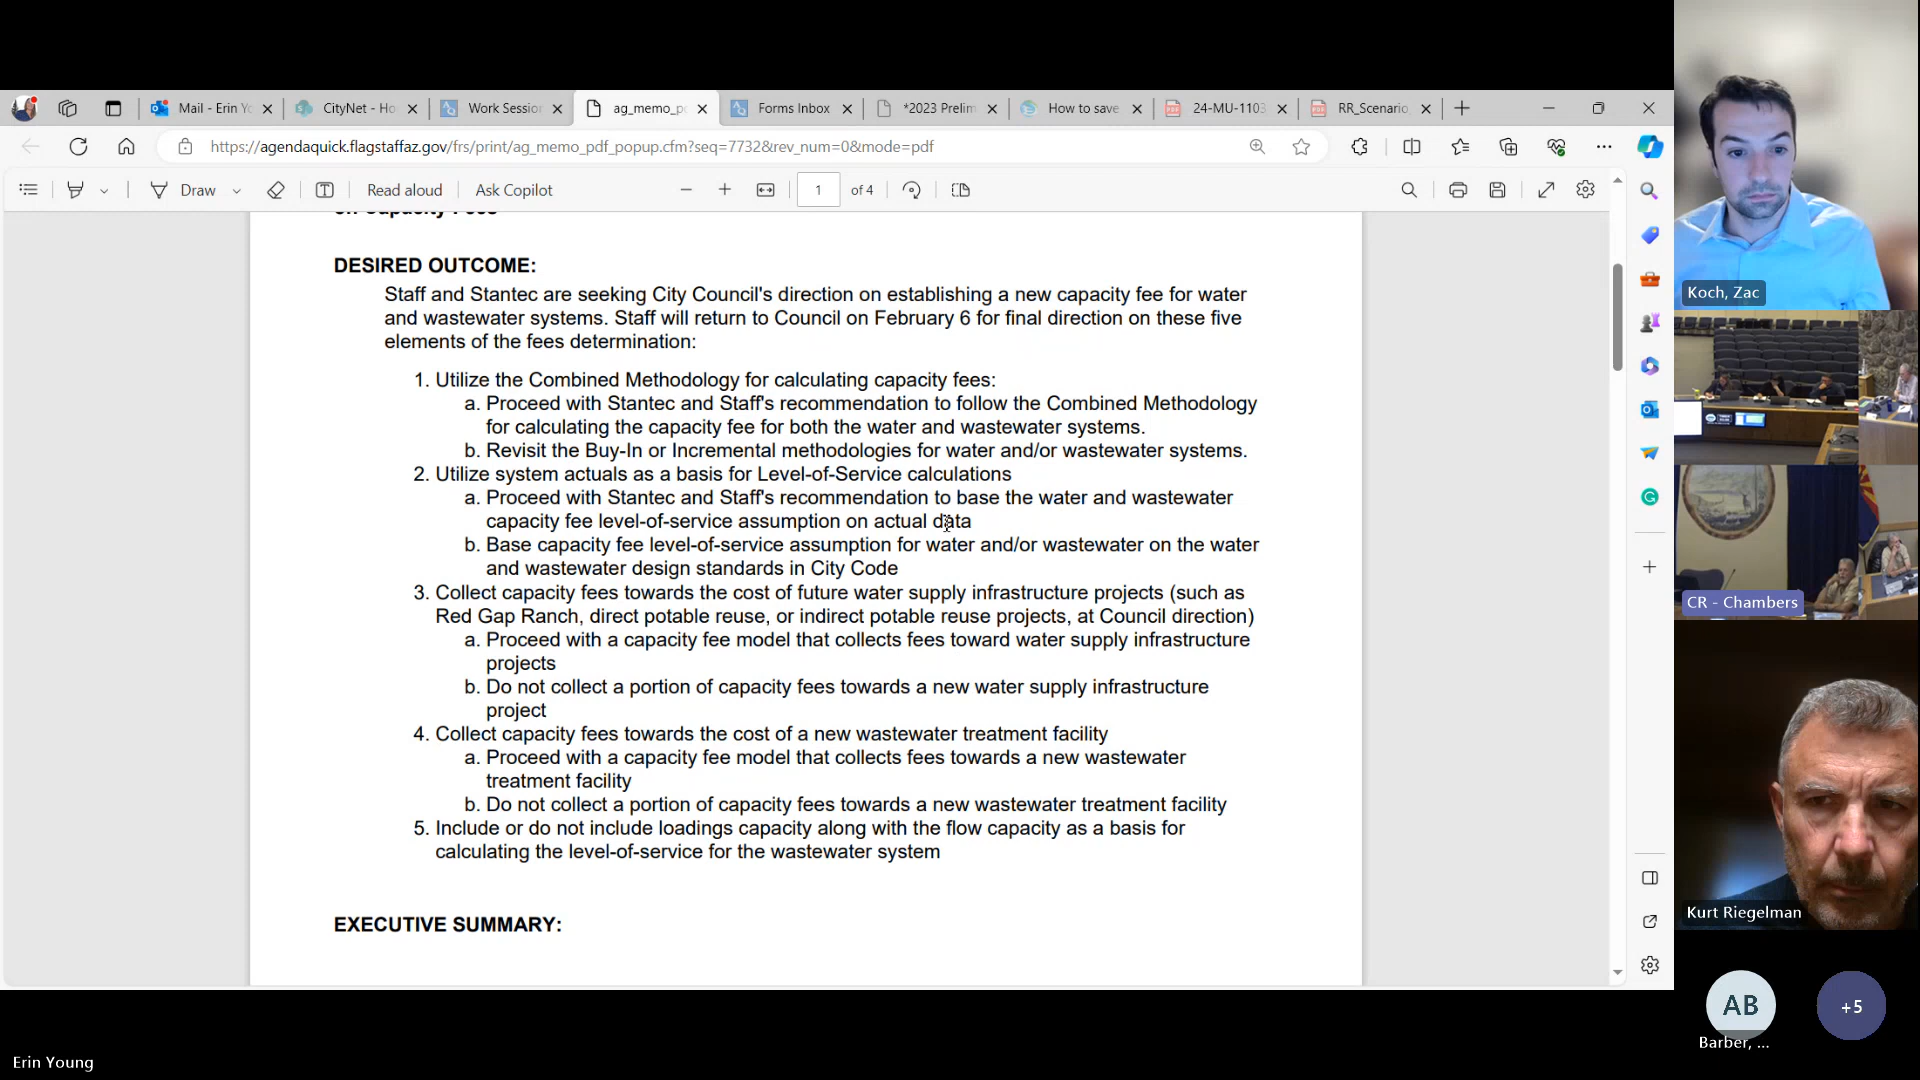 Mail - Erin Yo
CityNet - Ho
Work Session
ag_memo_p
Forms Inbox
*2023 Prelim
How to save
24-MU-1103
RR_Scenario
https://agendaquick.flagstaffaz.gov/frs/print/ag_memo_pdf_popup.cfm?seq=7732&rev_num=0&mode=pdf
Draw
Read aloud
Ask Copilot
1 of 4
on Capacity Fees
DESIRED OUTCOME:
Staff and Stantec are seeking City Council's direction on establishing a new capacity fee for water
and wastewater systems. Staff will return to Council on February 6 for final direction on these five
elements of the fees determination:
1. Utilize the Combined Methodology for calculating capacity fees:
a. Proceed with Stantec and Staff's recommendation to follow the Combined Methodology
for calculating the capacity fee for both the water and wastewater systems.
b. Revisit the Buy-In or Incremental methodologies for water and/or wastewater systems.
2. Utilize system actuals as a basis for Level-of-Service calculations
a. Proceed with Stantec and Staff's recommendation to base the water and wastewater
capacity fee level-of-service assumption on actual data
b. Base capacity fee level-of-service assumption for water and/or wastewater on the water
and wastewater design standards in City Code
3. Collect capacity fees towards the cost of future water supply infrastructure projects (such as
Red Gap Ranch, direct potable reuse, or indirect potable reuse projects, at Council direction)
a. Proceed with a capacity fee model that collects fees toward water supply infrastructure
projects
b. Do not collect a portion of capacity fees towards a new water supply infrastructure
project
4. Collect capacity fees towards the cost of a new wastewater treatment facility
a. Proceed with a capacity fee model that collects fees towards a new wastewater
treatment facility
b. Do not collect a portion of capacity fees towards a new wastewater treatment facility
5. Include or do not include loadings capacity along with the flow capacity as a basis for
calculating the level-of-service for the wastewater system
EXECUTIVE SUMMARY:
Koch, Zac
CR - Chambers
Kurt Riegelman
AB
+5
Barber, ...
Erin Young